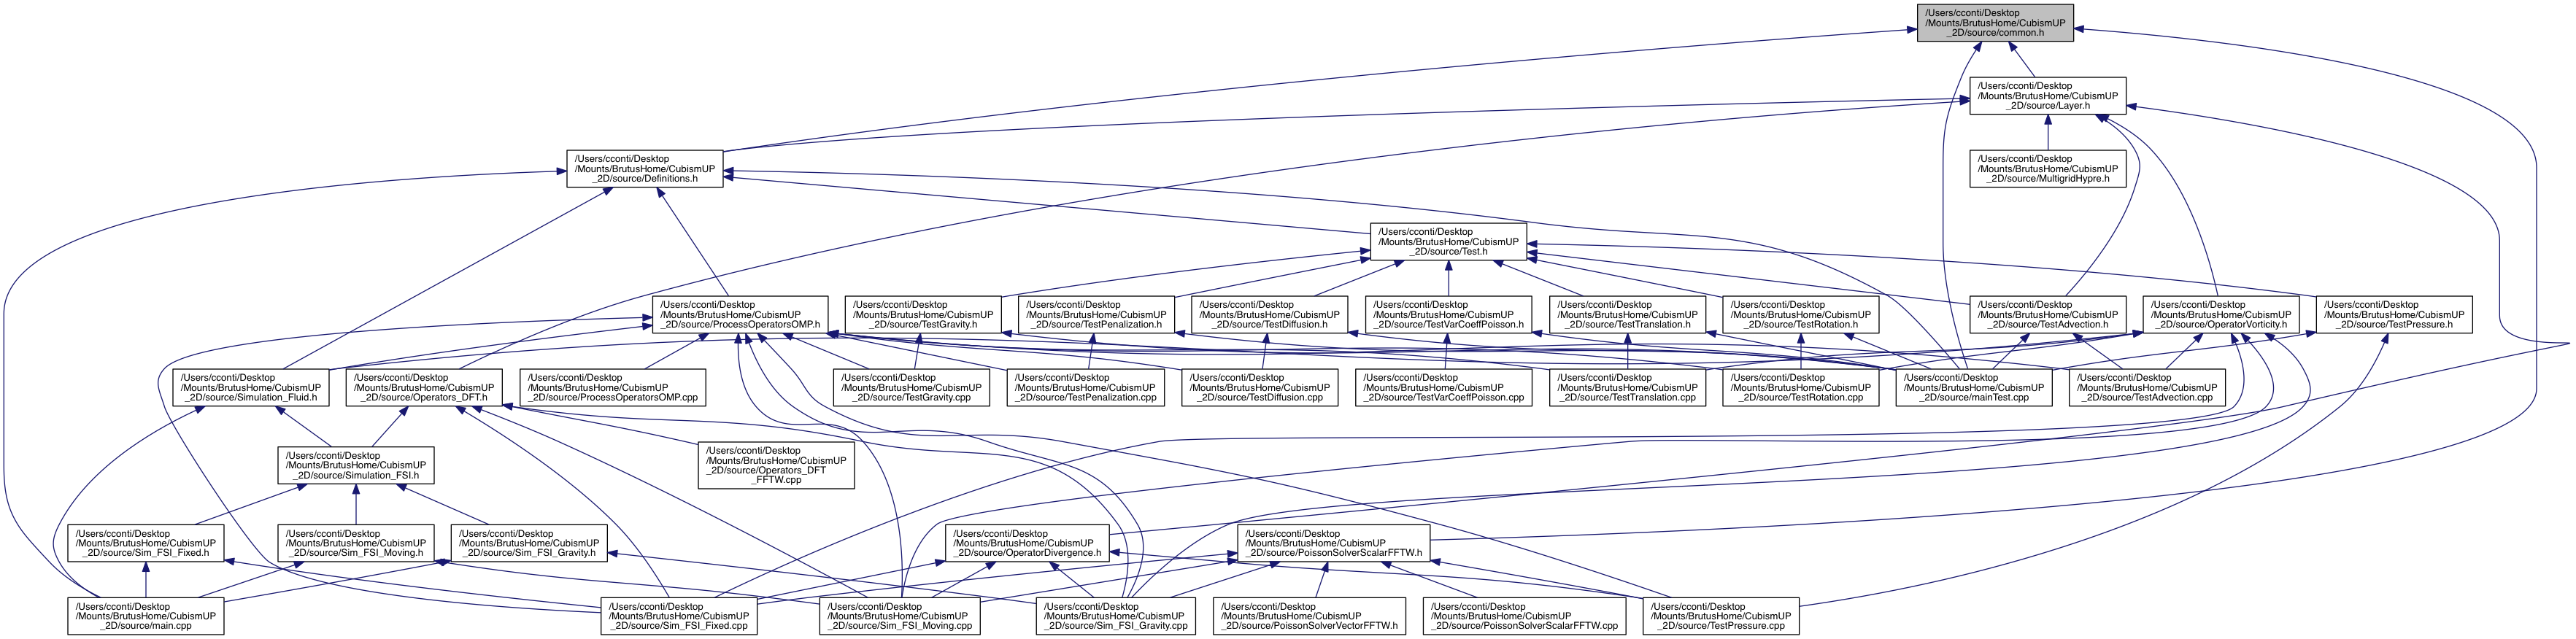 /Users/cconti/Desktop
/Mounts/BrutusHome/CubismUP
_2D/source/common.h
/Users/cconti/Desktop
/Mounts/BrutusHome/CubismUP
_2D/source/Layer.h
/Users/cconti/Desktop
/Mounts/BrutusHome/CubismUP
_2D/source/Definitions.h
/Users/cconti/Desktop
/Mounts/BrutusHome/CubismUP
_2D/source/MultigridHypre.h
/Users/cconti/Desktop
/Mounts/BrutusHome/CubismUP
_2D/source/Test.h
/Users/cconti/Desktop
/Mounts/BrutusHome/CubismUP
_2D/source/ProcessOperatorsOMP.h
/Users/cconti/Desktop
/Mounts/BrutusHome/CubismUP
_2D/source/TestGravity.h
/Users/cconti/Desktop
/Mounts/BrutusHome/CubismUP
_2D/source/TestPenalization.h
/Users/cconti/Desktop
/Mounts/BrutusHome/CubismUP
_2D/source/TestDiffusion.h
/Users/cconti/Desktop
/Mounts/BrutusHome/CubismUP
_2D/source/TestVarCoeffPoisson.h
/Users/cconti/Desktop
/Mounts/BrutusHome/CubismUP
_2D/source/TestTranslation.h
/Users/cconti/Desktop
/Mounts/BrutusHome/CubismUP
_2D/source/TestRotation.h
/Users/cconti/Desktop
/Mounts/BrutusHome/CubismUP
_2D/source/TestAdvection.h
/Users/cconti/Desktop
/Mounts/BrutusHome/CubismUP
_2D/source/OperatorVorticity.h
/Users/cconti/Desktop
/Mounts/BrutusHome/CubismUP
_2D/source/TestPressure.h
/Users/cconti/Desktop
/Mounts/BrutusHome/CubismUP
_2D/source/Simulation_Fluid.h
/Users/cconti/Desktop
/Mounts/BrutusHome/CubismUP
_2D/source/Operators_DFT.h
/Users/cconti/Desktop
/Mounts/BrutusHome/CubismUP
_2D/source/ProcessOperatorsOMP.cpp
/Users/cconti/Desktop
/Mounts/BrutusHome/CubismUP
_2D/source/TestGravity.cpp
/Users/cconti/Desktop
/Mounts/BrutusHome/CubismUP
_2D/source/TestPenalization.cpp
/Users/cconti/Desktop
/Mounts/BrutusHome/CubismUP
_2D/source/TestDiffusion.cpp
/Users/cconti/Desktop
/Mounts/BrutusHome/CubismUP
_2D/source/TestVarCoeffPoisson.cpp
/Users/cconti/Desktop
/Mounts/BrutusHome/CubismUP
_2D/source/TestTranslation.cpp
/Users/cconti/Desktop
/Mounts/BrutusHome/CubismUP
_2D/source/TestRotation.cpp
/Users/cconti/Desktop
/Mounts/BrutusHome/CubismUP
_2D/source/mainTest.cpp
/Users/cconti/Desktop
/Mounts/BrutusHome/CubismUP
_2D/source/TestAdvection.cpp
/Users/cconti/Desktop
/Mounts/BrutusHome/CubismUP
_2D/source/Simulation_FSI.h
/Users/cconti/Desktop
/Mounts/BrutusHome/CubismUP
_2D/source/Operators_DFT
_FFTW.cpp
/Users/cconti/Desktop
/Mounts/BrutusHome/CubismUP
_2D/source/Sim_FSI_Fixed.h
/Users/cconti/Desktop
/Mounts/BrutusHome/CubismUP
_2D/source/Sim_FSI_Moving.h
/Users/cconti/Desktop
/Mounts/BrutusHome/CubismUP
_2D/source/Sim_FSI_Gravity.h
/Users/cconti/Desktop
/Mounts/BrutusHome/CubismUP
_2D/source/OperatorDivergence.h
/Users/cconti/Desktop
/Mounts/BrutusHome/CubismUP
_2D/source/PoissonSolverScalarFFTW.h
/Users/cconti/Desktop
/Mounts/BrutusHome/CubismUP
_2D/source/main.cpp
/Users/cconti/Desktop
/Mounts/BrutusHome/CubismUP
_2D/source/Sim_FSI_Fixed.cpp
/Users/cconti/Desktop
/Mounts/BrutusHome/CubismUP
_2D/source/Sim_FSI_Moving.cpp
/Users/cconti/Desktop
/Mounts/BrutusHome/CubismUP
_2D/source/Sim_FSI_Gravity.cpp
/Users/cconti/Desktop
/Mounts/BrutusHome/CubismUP
_2D/source/PoissonSolverVectorFFTW.h
/Users/cconti/Desktop
/Mounts/BrutusHome/CubismUP
_2D/source/PoissonSolverScalarFFTW.cpp
/Users/cconti/Desktop
/Mounts/BrutusHome/CubismUP
_2D/source/TestPressure.cpp